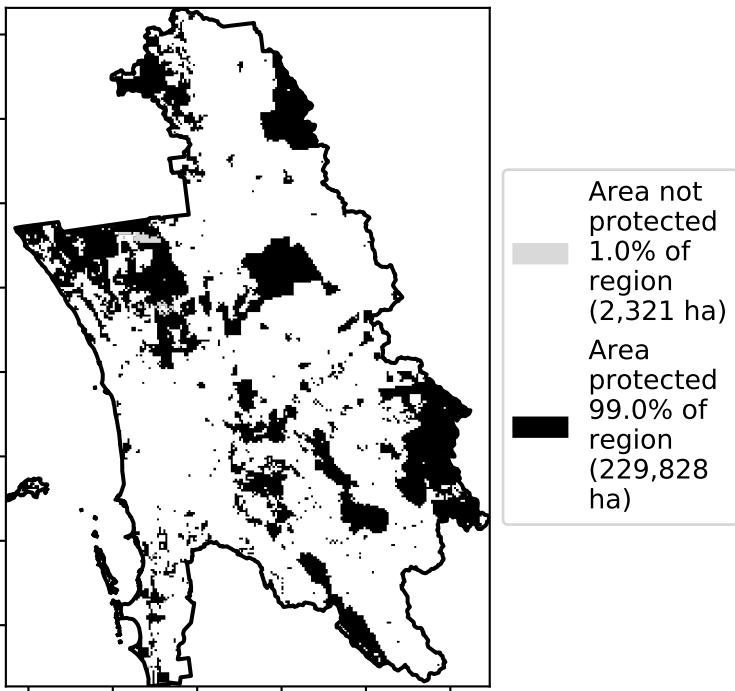 Area not
protected
1.0% of
region
(2,321 ha)
Area
protected
99.0% of
region
(229,828
ha)